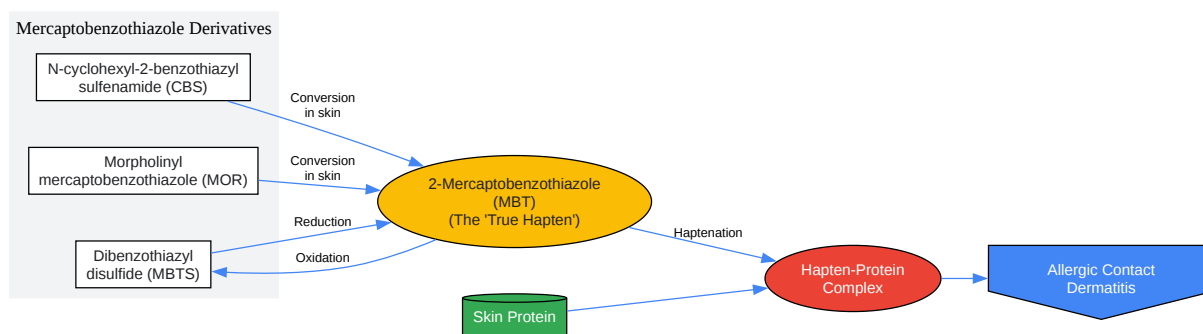 Mercaptobenzothiazole Derivatives
N-cyclohexyl-2-benzothiazyl
sulfenamide (CBS)
Conversion
in skin
Morpholinyl
mercaptobenzothiazole (MOR)
Conversion
in skin
2-Mercaptobenzothiazole
(MBT)
(The 'True Hapten')
Reduction
Dibenzothiazyl
disulfide (MBTS)
Oxidation
Haptenation
Skin Protein
Hapten-Protein
Complex
Allergic Contact
Dermatitis